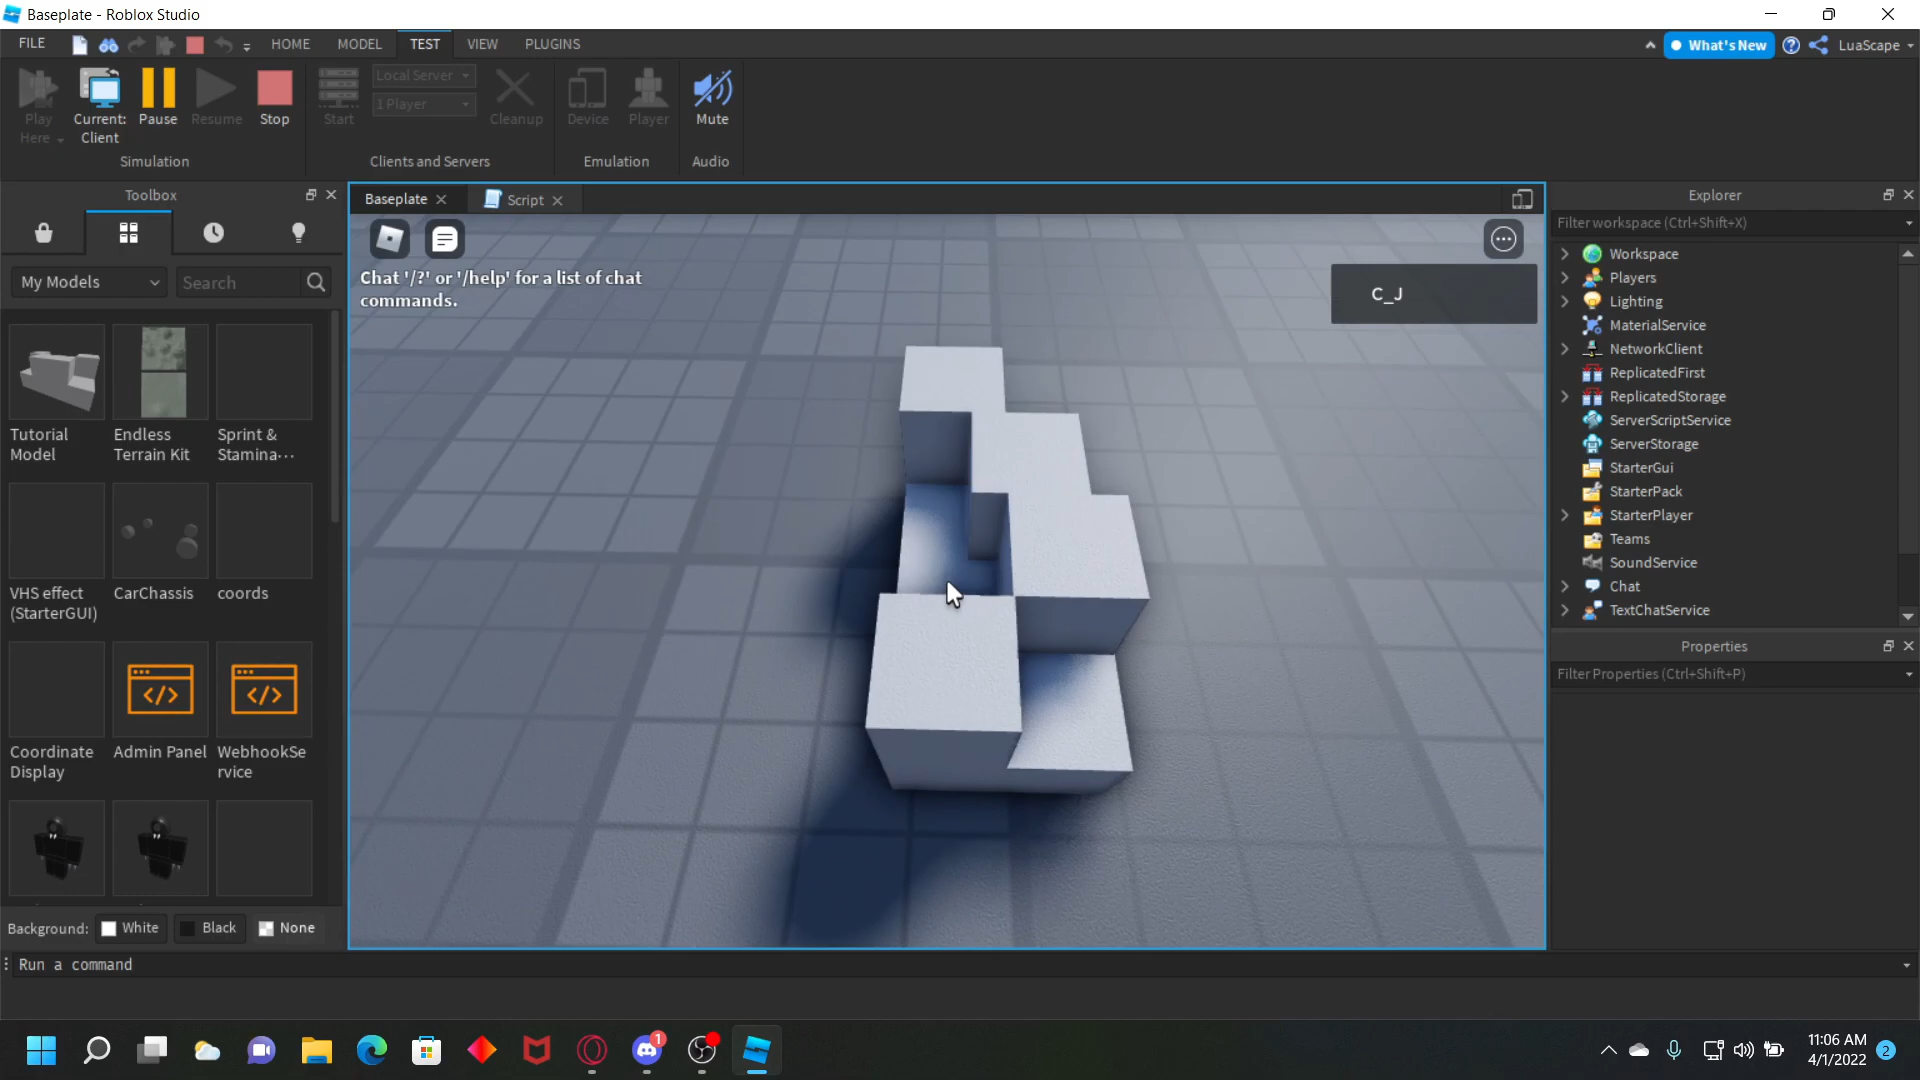 Baseplate - Roblox Studio
FILE
HOME
MODEL
TEST
VIEW
PLUGINS
What's New
LuaScape
Play
Here
Current:
Client
Pause
Resume
Stop
Simulation
Start
Local Server
1 Player
Cleanup
Clients and Servers
Device
Player
Emulation
Mute
Audio
Toolbox
My Models
Search
Tutorial
Model
Endless
Terrain Kit
Sprint &
Stamina...
VHS effect
(StarterGUI)
CarChassis
coords
Coordinate
Display
Admin Panel
WebhookSe
rvice
Background:
White
Black
None
Baseplate
Script
Chat '/?' or '/help' for a list of chat
commands.
C_J
Explorer
Filter workspace (Ctrl+Shift+X)
Workspace
Players
Lighting
MaterialService
NetworkClient
ReplicatedFirst
ReplicatedStorage
ServerScriptService
ServerStorage
StarterGui
StarterPack
StarterPlayer
Teams
SoundService
Chat
TextChatService
Properties
Filter Properties (Ctrl+Shift+P)
Run a command
1
11:06 AM
4/1/2022
2